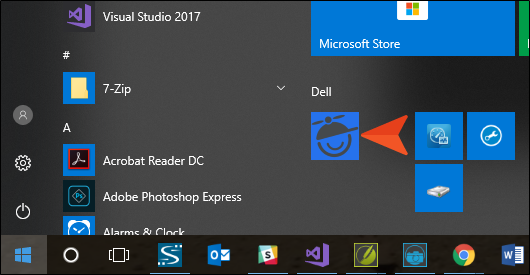 Visual Studio 2017
Microsoft Store
#
7-Zip
Dell
A
Acrobat Reader DC
Adobe Photoshop Express
Alarms & Clock